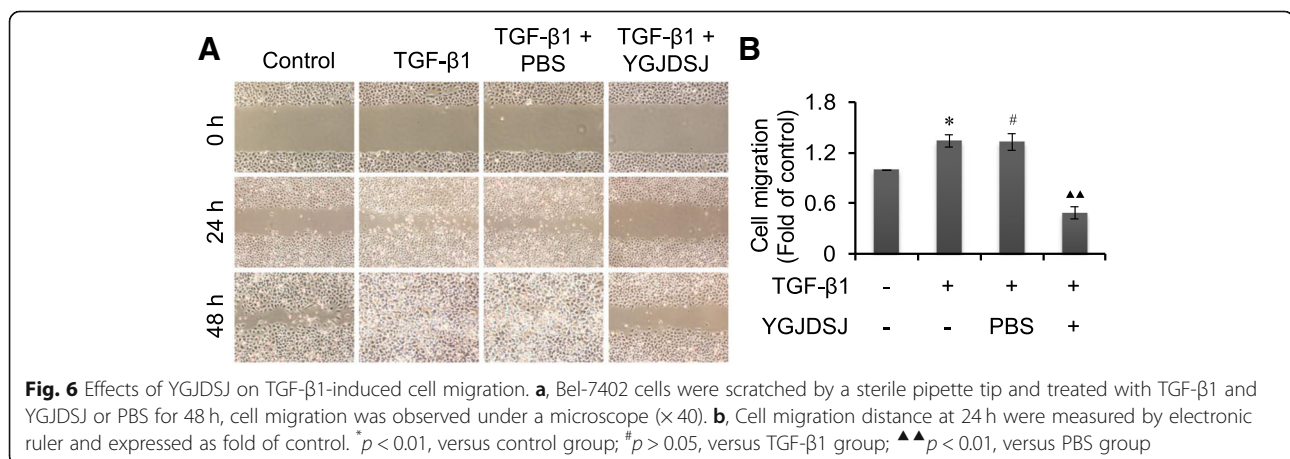 A
Control
TGF-β1
TGF-β1 +
PBS
TGF-β1 +
YGJDSJ
0 h
24 h
48 h
B
Cell migration
(Fold of control)
1.8
1.2
0.6
0
*
#
▲▲
TGF-β1 - + + +
YGJDSJ - - PBS +
Fig. 6 Effects of YGJDSJ on TGF-β1-induced cell migration. a, Bel-7402 cells were scratched by a sterile pipette tip and treated with TGF-β1 and
YGJDSJ or PBS for 48 h, cell migration was observed under a microscope (× 40). b, Cell migration distance at 24 h were measured by electronic
ruler and expressed as fold of control. *p < 0.01, versus control group; #p > 0.05, versus TGF-β1 group; ▲▲p < 0.01, versus PBS group